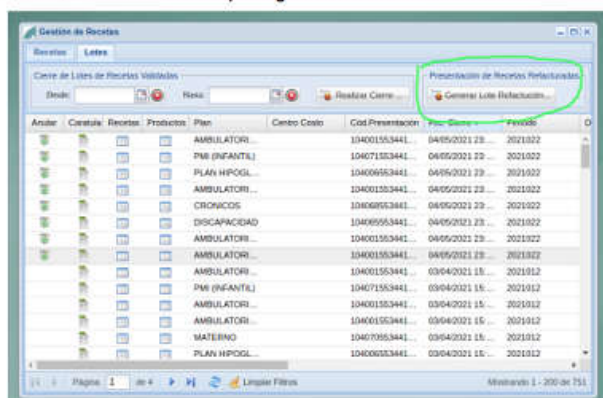 Gestión de Recetas
Recetas Lotes
Cierre de Lotes de Recetas Validadas
Presentación de Recetas Refacturadas
Desde: Hasta: Realizar Cierre ... Generar Lote Refactución...
Anular Caratula Recetas Productos Plan Centro Costo Cod.Presentación Periodo
AMBULATORI... 104001553441... 04/05/2021 23:... 2021022
PMI (INFANTIL) 104071553441... 04/05/2021 23:... 2021022
PLAN HIPOGL... 104006553441... 04/05/2021 23:... 2021022
AMBULATORI... 104001553441... 04/05/2021 23:... 2021022
CRONICOS 104068553441... 04/05/2021 23:... 2021022
DISCAPACIDAD 104065553441... 04/05/2021 23:... 2021022
AMBULATORI... 104001553441... 04/05/2021 23:... 2021022
AMBULATORI... 104001553441... 04/05/2021 23:... 2021022
AMBULATORI... 104001553441... 03/04/2021 15:... 2021012
PMI (INFANTIL) 104071553441... 03/04/2021 15:... 2021012
AMBULATORI... 104001553441... 03/04/2021 15:... 2021012
AMBULATORI... 104001553441... 03/04/2021 15:... 2021012
MATERNO 104070553441... 03/04/2021 15:... 2021012
PLAN HIPOGL... 104006553441... 03/04/2021 15:... 2021012
Página 1 de 4 Limpiar Filtros Mostrando 1 - 200 de 751